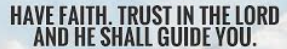 HAVE FAITH. TRUST IN THE LORD
AND HE SHALL GUIDE YOU.